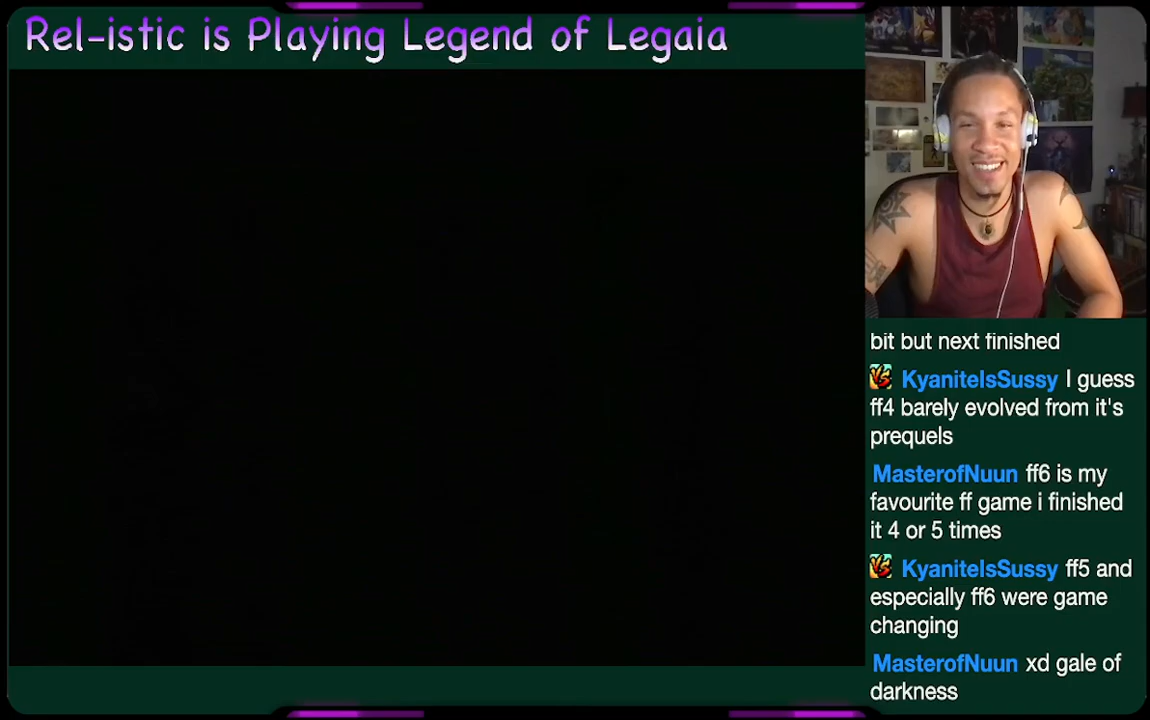 Rel-istic is Playing Legend of Legaia
bit but next finished
KyaniteIsSussy I guess
ff4 barely evolved from it's
prequels
MasterofNuun ff6 is my
favourite ff game i finished
it 4 or 5 times
KyaniteIsSussy ff5 and
especially ff6 were game
changing
MasterofNuun xd gale of
darkness